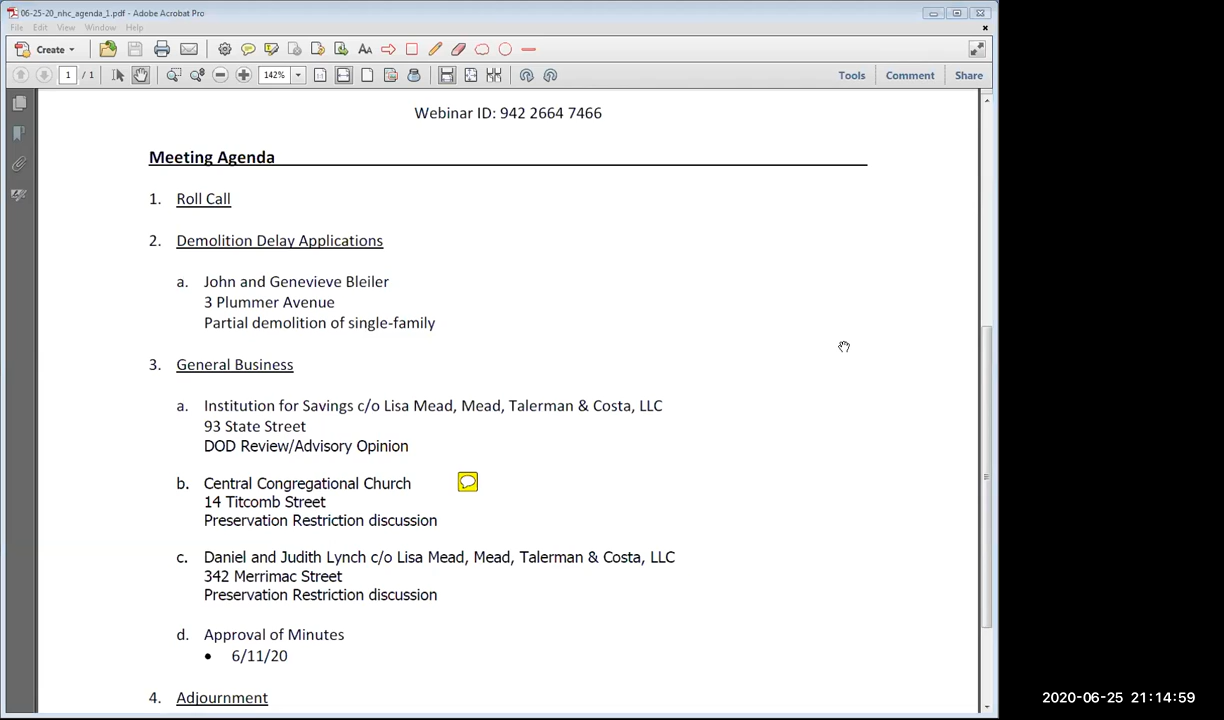 06-25-20_nhc_agenda_1.pdf - Adobe Acrobat Pro
File Edit View Window Help
Create
1 / 1 142% Tools Comment Share
Webinar ID: 942 2664 7466
Meeting Agenda
1. Roll Call
2. Demolition Delay Applications
a. John and Genevieve Bleiler
3 Plummer Avenue
Partial demolition of single-family
3. General Business
a. Institution for Savings c/o Lisa Mead, Mead, Talerman & Costa, LLC
93 State Street
DOD Review/Advisory Opinion
b. Central Congregational Church
14 Titcomb Street
Preservation Restriction discussion
c. Daniel and Judith Lynch c/o Lisa Mead, Mead, Talerman & Costa, LLC
342 Merrimac Street
Preservation Restriction discussion
d. Approval of Minutes
• 6/11/20
4. Adjournment
2020-06-25 21:14:59